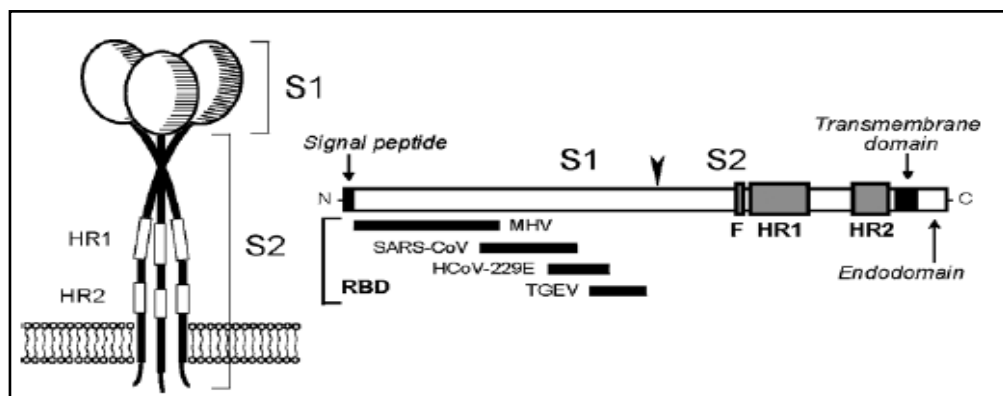 S1
HR1
S2
HR2
Signal peptide
S1
S2
Transmembrane
domain
N
C
F
HR1
HR2
MHV
SARS-CoV
HCoV-229E
TGEV
RBD
Endodomain